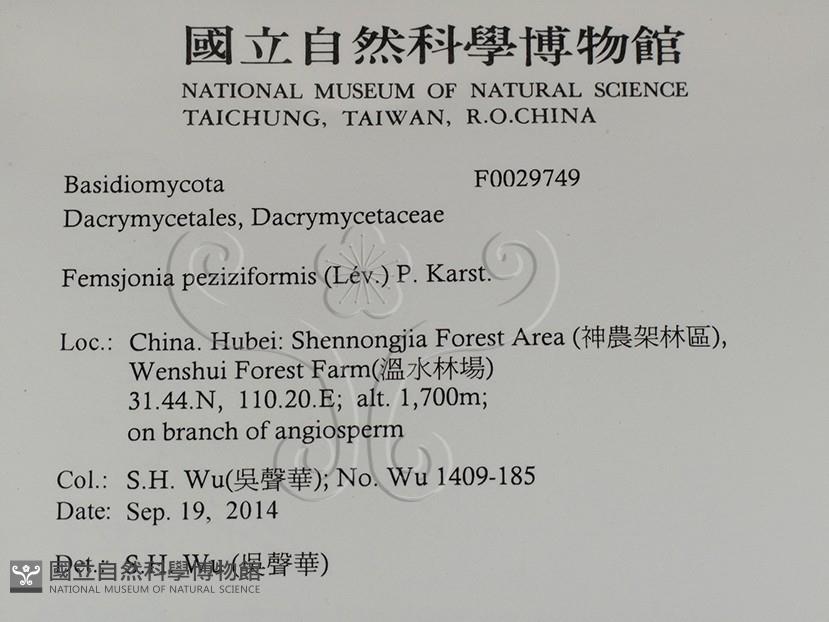 國立自然科學博物館
NATIONAL MUSEUM OF NATURAL SCIENCE
TAICHUNG, TAIWAN, R.O.CHINA
Basidiomycota F0029749
Dacrymycetales, Dacrymycetaceae
Femsjonia peziziformis (Lév.) P. Karst.
Loc.: China. Hubei: Shennongjia Forest Area (神農架林區),
Wenshui Forest Farm(溫水林場)
31.44.N, 110.20.E; alt. 1,700m;
on branch of angiosperm
Col.: S.H. Wu(吳聲華); No. Wu 1409-185
Date: Sep. 19, 2014
Det.: S.H. Wu (吳聲華)
國立自然科學博物館
NATIONAL MUSEUM OF NATURAL SCIENCE